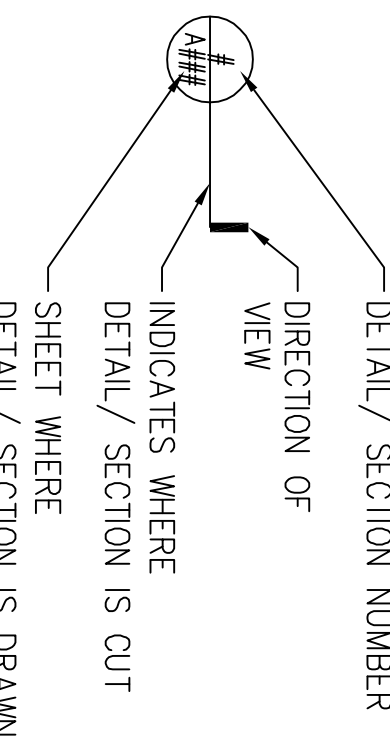 #
A###
DETAIL/ SECTION NUMBER
DIRECTION OF
VIEW
INDICATES WHERE
DETAIL/ SECTION IS CUT
SHEET WHERE
DETAIL/ SECTION IS DRAWN